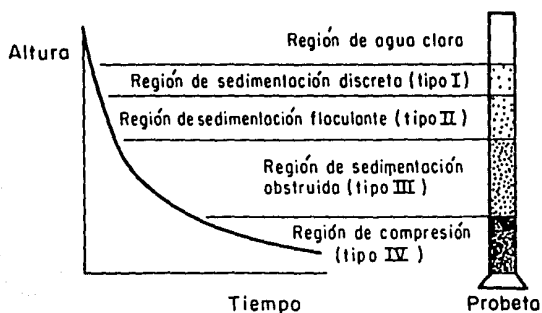 Altura
Región de agua clara
Región de sedimentación discreta (tipo I)
Región de sedimentación floculante (tipo II)
Región de sedimentación
obstruida (tipo III)
Región de compresión
(tipo IV)
Tiempo
Probeta